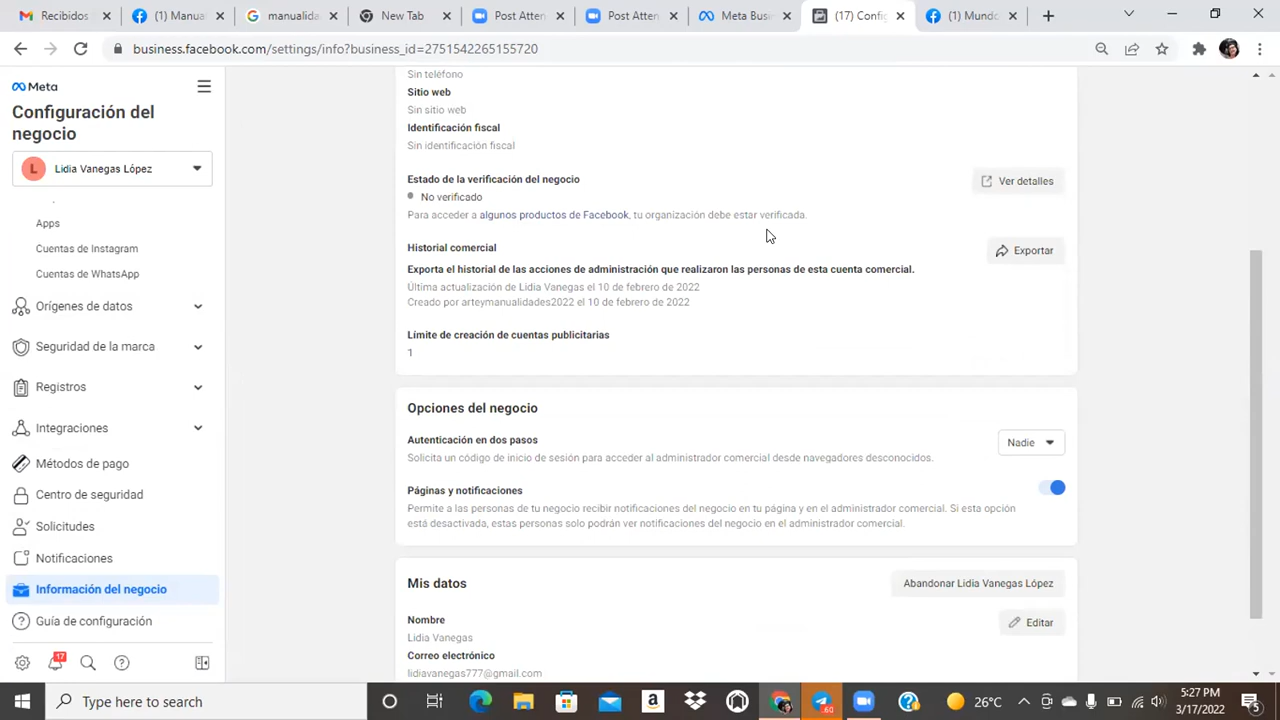 Recibidos
(1) Manua
manualida
New Tab
Post Atten
Post Atten
Meta Busi
(17) Confi
(1) Mundo
business.facebook.com/settings/info?business_id=2751542265155720
Meta
Configuración del
negocio
L
Lidia Vanegas López
Apps
Cuentas de Instagram
Cuentas de WhatsApp
Orígenes de datos
Seguridad de la marca
Registros
Integraciones
Métodos de pago
Centro de seguridad
Solicitudes
Notificaciones
Información del negocio
Guía de configuración
17
Sin teléfono
Sitio web
Sin sitio web
Identificación fiscal
Sin identificación fiscal
Estado de la verificación del negocio
Ver detalles
No verificado
Para acceder a algunos productos de Facebook, tu organización debe estar verificada.
Historial comercial
Exportar
Exporta el historial de las acciones de administración que realizaron las personas de esta cuenta comercial.
Última actualización de Lidia Vanegas el 10 de febrero de 2022
Creado por arteymanualidades2022 el 10 de febrero de 2022
Límite de creación de cuentas publicitarias
1
Opciones del negocio
Autenticación en dos pasos
Nadie
Solicita un código de inicio de sesión para acceder al administrador comercial desde navegadores desconocidos.
Páginas y notificaciones
Permite a las personas de tu negocio recibir notificaciones del negocio en tu página y en el administrador comercial. Si esta opción
está desactivada, estas personas solo podrán ver notificaciones del negocio en el administrador comercial.
Mis datos
Abandonar Lidia Vanegas López
Nombre
Editar
Lidia Vanegas
Correo electrónico
lidiavanegas777@gmail.com
Type here to search
60
26°C
5:27 PM
3/17/2022
5